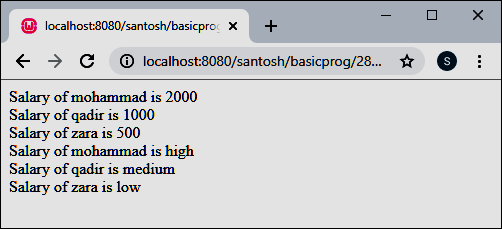 localhost:8080/santosh/basicprog
localhost:8080/santosh/basicprog/28...
S
Salary of mohammad is 2000
Salary of qadir is 1000
Salary of zara is 500
Salary of mohammad is high
Salary of qadir is medium
Salary of zara is low